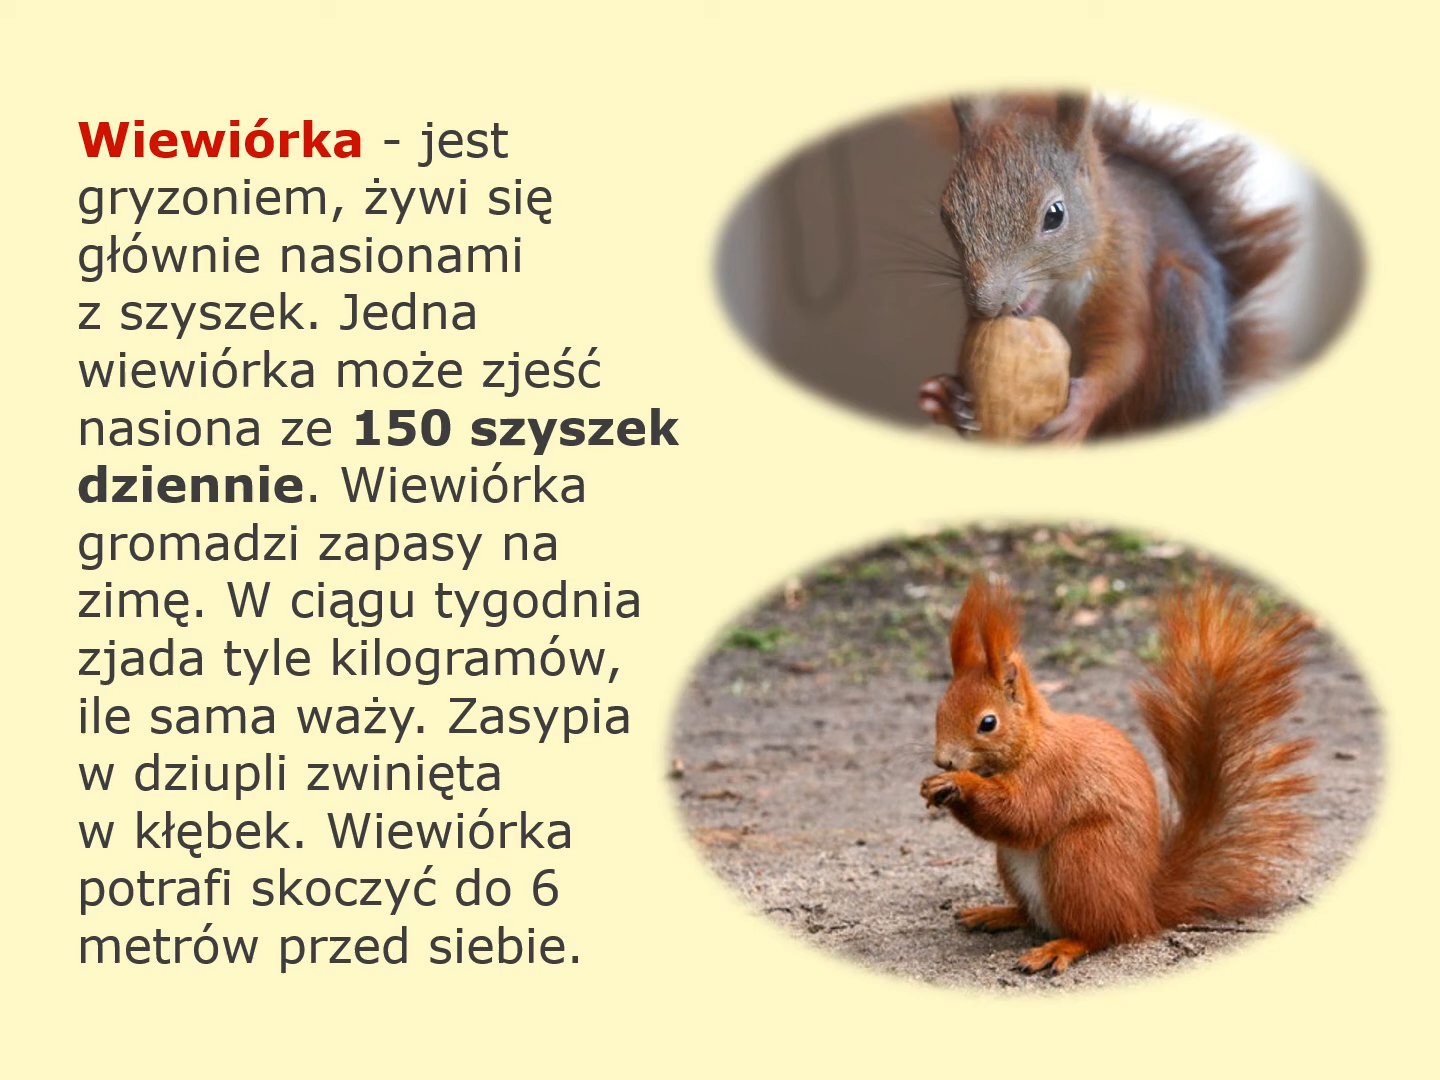 Wiewiórka - jest
gryzoniem, żywi się
głównie nasionami
z szyszek. Jedna
wiewiórka może zjeść
nasiona ze 150 szyszek
dziennie. Wiewiórka
gromadzi zapasy na
zimę. W ciągu tygodnia
zjada tyle kilogramów,
ile sama waży. Zasypia
w dziupli zwinięta
w kłębek. Wiewiórka
potrafi skoczyć do 6
metrów przed siebie.